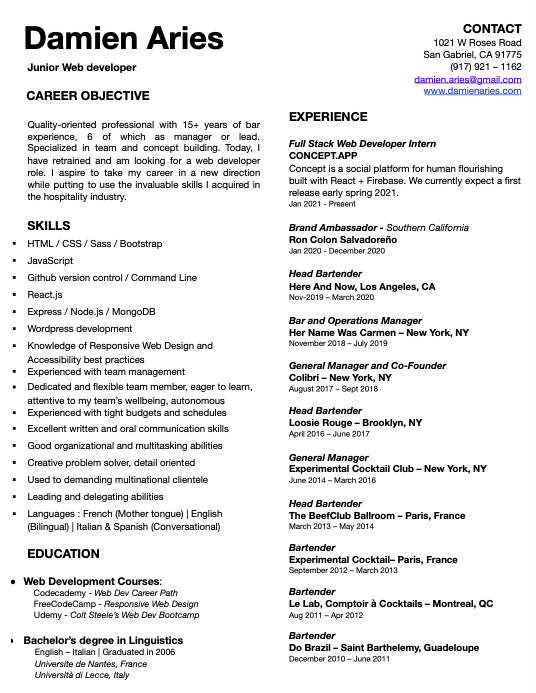 Damien Aries
Junior Web developer
CONTACT
1021 W Roses Road
San Gabriel, CA 91775
(917) 921 – 1162
damien.aries@gmail.com
www.damienaries.com
CAREER OBJECTIVE
Quality-oriented professional with 15+ years of bar
experience, 6 of which as manager or lead.
Specialized in team and concept building. Today, I
have retrained and am looking for a web developer
role. I aspire to take my career in a new direction
while putting to use the invaluable skills I acquired in
the hospitality industry.
SKILLS
▪ HTML / CSS / Sass / Bootstrap
▪ JavaScript
▪ Github version control / Command Line
▪ React.js
▪ Express / Node.js / MongoDB
▪ Wordpress development
▪ Knowledge of Responsive Web Design and
Accessibility best practices
▪ Experienced with team management
▪ Dedicated and flexible team member, eager to learn,
attentive to my team's wellbeing, autonomous
▪ Experienced with tight budgets and schedules
▪ Excellent written and oral communication skills
▪ Good organizational and multitasking abilities
▪ Creative problem solver, detail oriented
▪ Used to demanding multinational clientele
▪ Leading and delegating abilities
▪ Languages : French (Mother tongue) | English
(Bilingual) | Italian & Spanish (Conversational)
EDUCATION
• Web Development Courses:
Codecademy - Web Dev Career Path
FreeCodeCamp - Responsive Web Design
Udemy - Colt Steele's Web Dev Bootcamp
• Bachelor's degree in Linguistics
English – Italian | Graduated in 2006
Universite de Nantes, France
Università di Lecce, Italy
EXPERIENCE
Full Stack Web Developer Intern
CONCEPT.APP
Concept is a social platform for human flourishing
built with React + Firebase. We currently expect a first
release early spring 2021.
Jan 2021 - Present
Brand Ambassador - Southern California
Ron Colon Salvadoreño
Jan 2020 - December 2020
Head Bartender
Here And Now, Los Angeles, CA
Nov-2019 – March 2020
Bar and Operations Manager
Her Name Was Carmen – New York, NY
November 2018 – July 2019
General Manager and Co-Founder
Colibri – New York, NY
August 2017 – Sept 2018
Head Bartender
Loosie Rouge – Brooklyn, NY
April 2016 – June 2017
General Manager
Experimental Cocktail Club – New York, NY
June 2014 – March 2016
Head Bartender
The BeefClub Ballroom – Paris, France
March 2013 – May 2014
Bartender
Experimental Cocktail– Paris, France
September 2012 – March 2013
Bartender
Le Lab, Comptoir à Cocktails – Montreal, QC
Aug 2011 – Apr 2012
Bartender
Do Brazil – Saint Barthelemy, Guadeloupe
December 2010 – June 2011